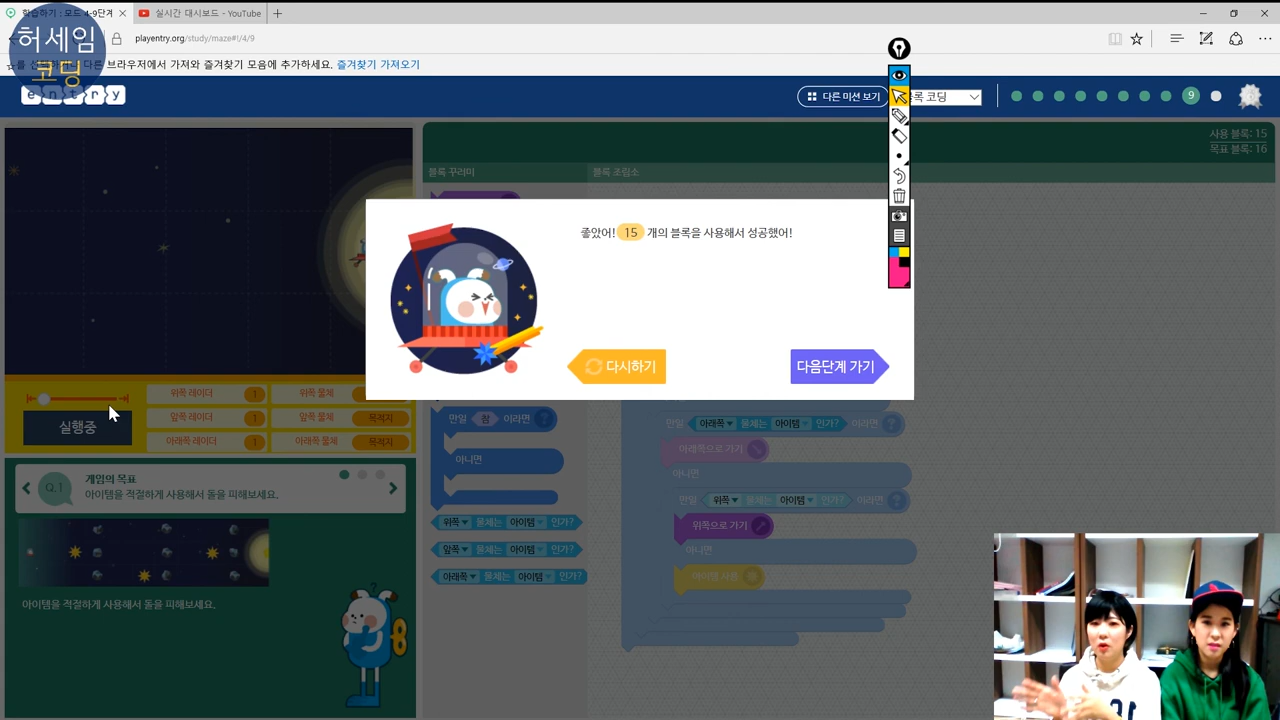 학습하기 : 모드 4-9단계
실시간 대시보드 - YouTube
playentry.org/study/maze#!/4/9
허세임
코딩
다른 브라우저에서 가져와 즐겨찾기 모음에 추가하세요. 즐겨찾기 가져오기
entry
다른 미션 보기
블록 코딩
9
사용 블록: 15
목표 블록: 16
블록 꾸러미
블록 조립소
좋았어! 15 개의 블록을 사용해서 성공했어!
다시하기
다음단계 가기
위쪽 레이더 1
위쪽 물체
앞쪽 레이더 1
앞쪽 물체 목적지
아래쪽 레이더 1
아래쪽 물체 목적지
실행중
Q.1
게임의 목표
아이템을 적절하게 사용해서 돌을 피해보세요.
아이템을 적절하게 사용해서 돌을 피해보세요.
만일 참 이라면
아니면
위쪽 물체는 아이템 인가?
앞쪽 물체는 아이템 인가?
아래쪽 물체는 아이템 인가?
만일 아래쪽 물체는 아이템 인가? 이라면
아래쪽으로 가기
아니면
만일 위쪽 물체는 아이템 인가? 이라면
위쪽으로 가기
아니면
아이템 사용